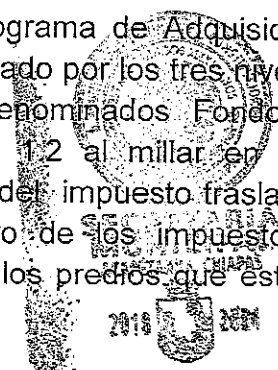 ograma de Adquisic
ado por los tres nive
enominados Fondo
1.2 al millar en
del impuesto trasla
o de los impuesto
los predios que est
2018